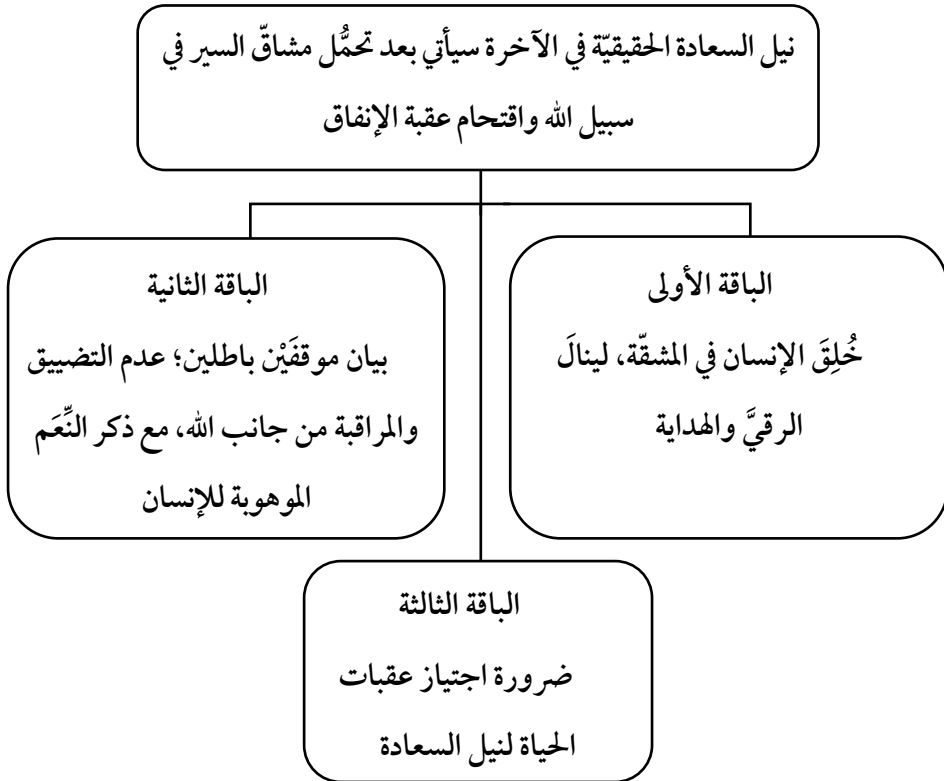 نيل السعادة الحقيقيّة في الآخرة سيأتي بعد تحمُّل مشاقّ السير في
سبيل الله واقتحام عقبة الإنفاق
الباقة الأولى
خُلِقَ الإنسان في المشقّة، لينالَ
الرقيَّ والهداية
الباقة الثانية
بيان موقفَيْن باطلين؛ عدم التضييق
والمراقبة من جانب الله، مع ذكر النِّعَم
الموهوبة للإنسان
الباقة الثالثة
ضرورة اجتياز عقبات
الحياة لنيل السعادة